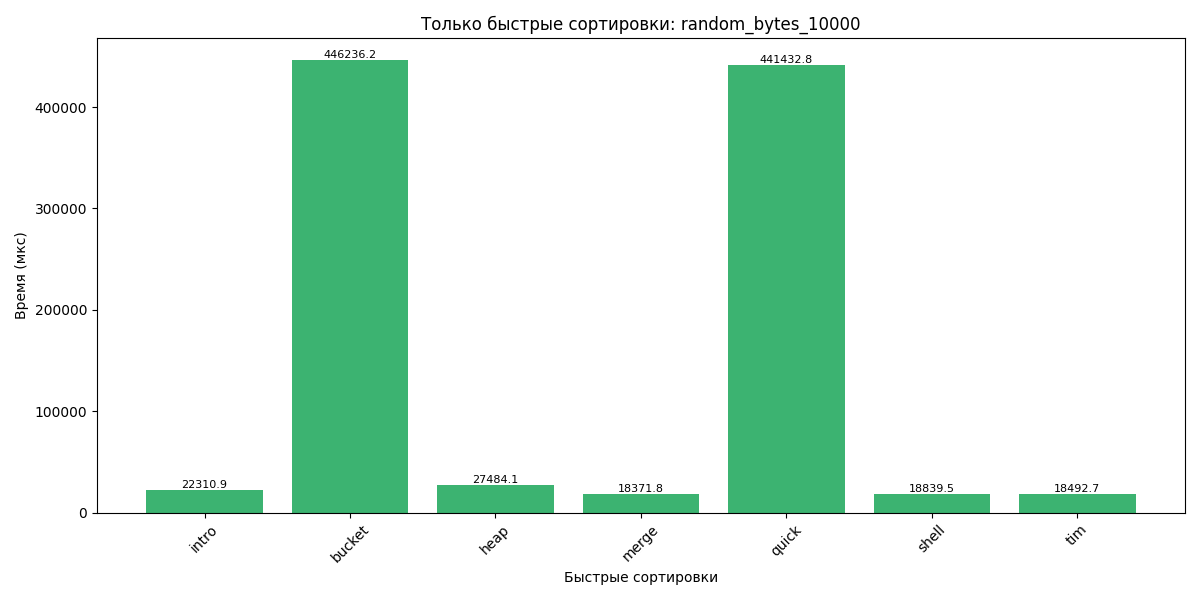 Только быстрые сортировки: random_bytes_10000
Время (мкс)
400000
300000
200000
100000
0
22310.9
446236.2
27484.1
18371.8
441432.8
18839.5
18492.7
intro
bucket
heap
merge
quick
shell
tim
Быстрые сортировки